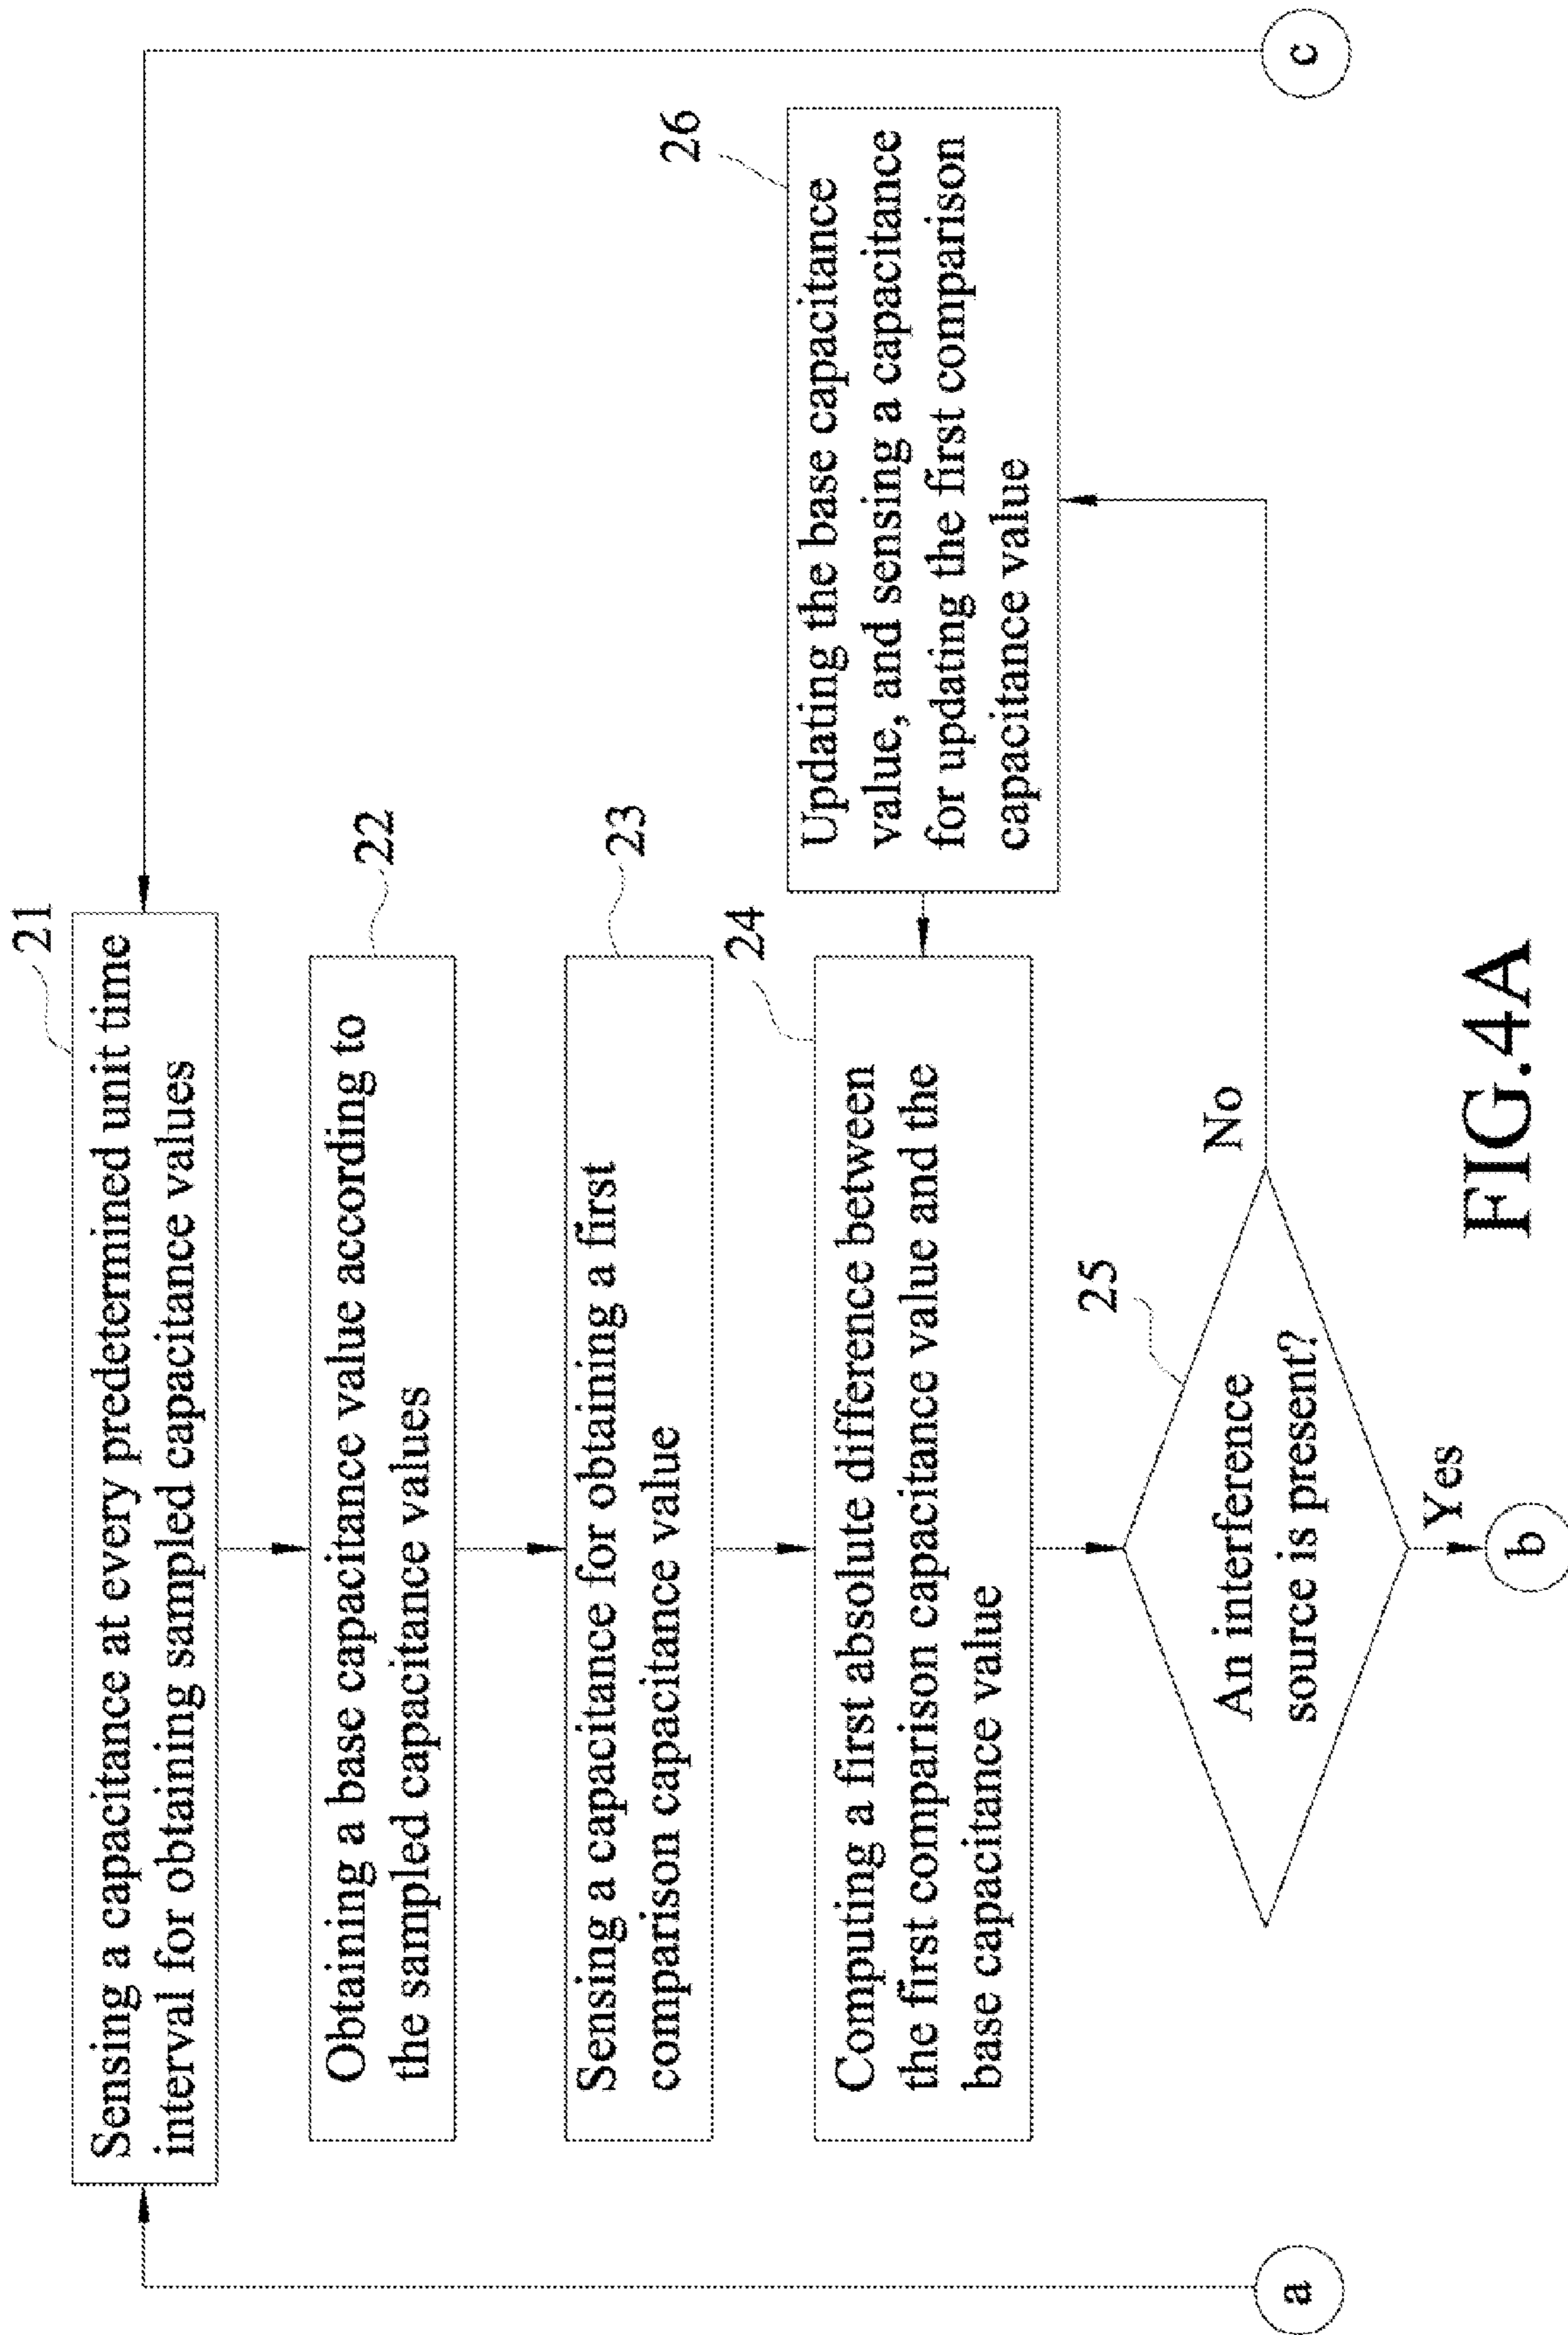 21
Sensing a capacitance at every predetermined unit time
interval for obtaining sampled capacitance values
22
Obtaining a base capacitance value according to
the sampled capacitance values
23
Sensing a capacitance for obtaining a first
comparison capacitance value
24
Computing a first absolute difference between
the first comparison capacitance value and the
base capacitance value
26
Updating the base capacitance
value, and sensing a capacitance
for updating the first comparison
capacitance value
25
An interference
source is present?
No
Yes
a
b
c
FIG.4A